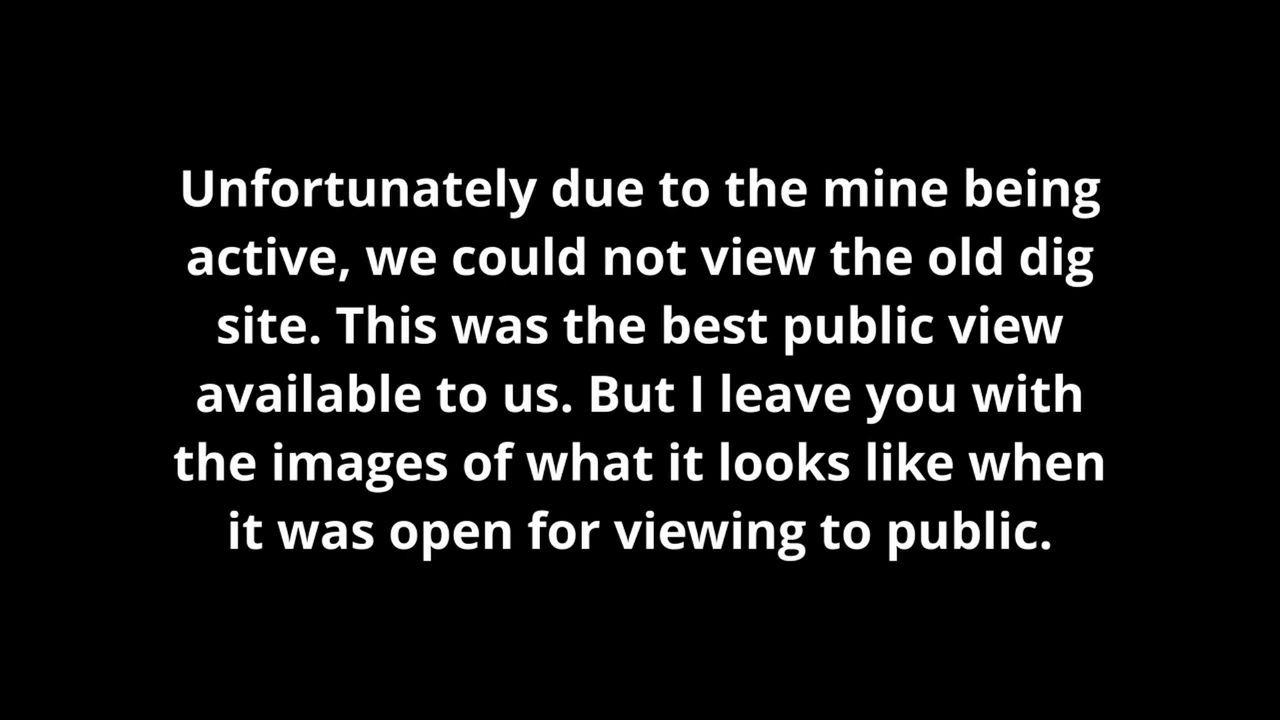 Unfortunately due to the mine being
active, we could not view the old dig
site. This was the best public view
available to us. But I leave you with
the images of what it looks like when
it was open for viewing to public.